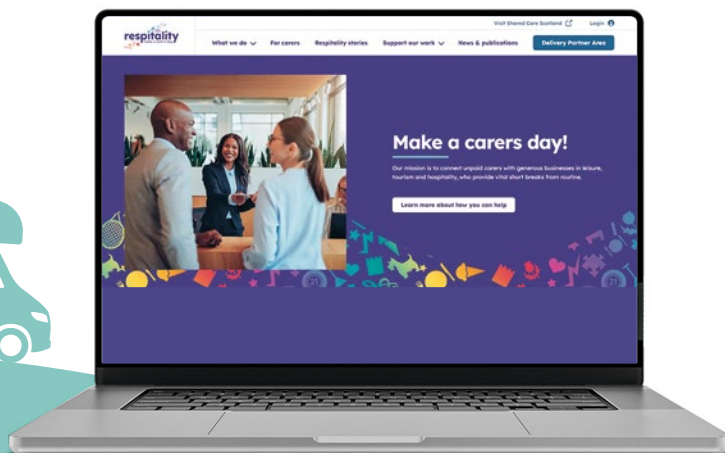 Visit Shared Care Scotland
Login
respitality
What we do
For carers
Respitality stories
Support our work
News & publications
Delivery Partner Area
Make a carers day!
Our mission is to connect unpaid carers with generous businesses in leisure,
tourism and hospitality, who provide vital short breaks from routine.
Learn more about how you can help
21
21